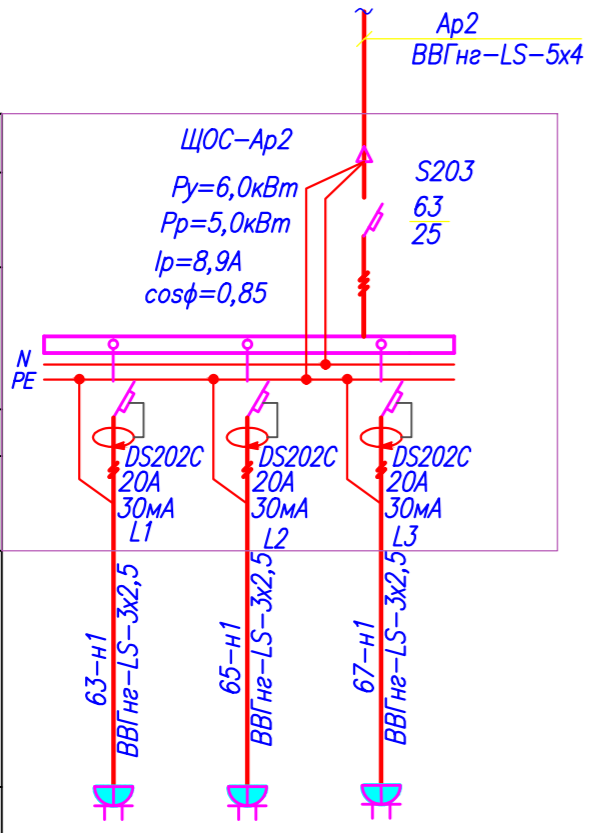 Ар2
ВВГнг-LS-5х4
ЩОС-Ар2
Ру=6,0кВт
Рр=5,0кВт
Iр=8,9А
cosф=0,85
S203
63
25
N
PE
DS202C
20А
30мА
L1
DS202C
20А
30мА
L2
DS202C
20А
30мА
L3
63-н1
ВВГнг-LS-3х2,5
65-н1
ВВГнг-LS-3х2,5
67-н1
ВВГнг-LS-3х2,5